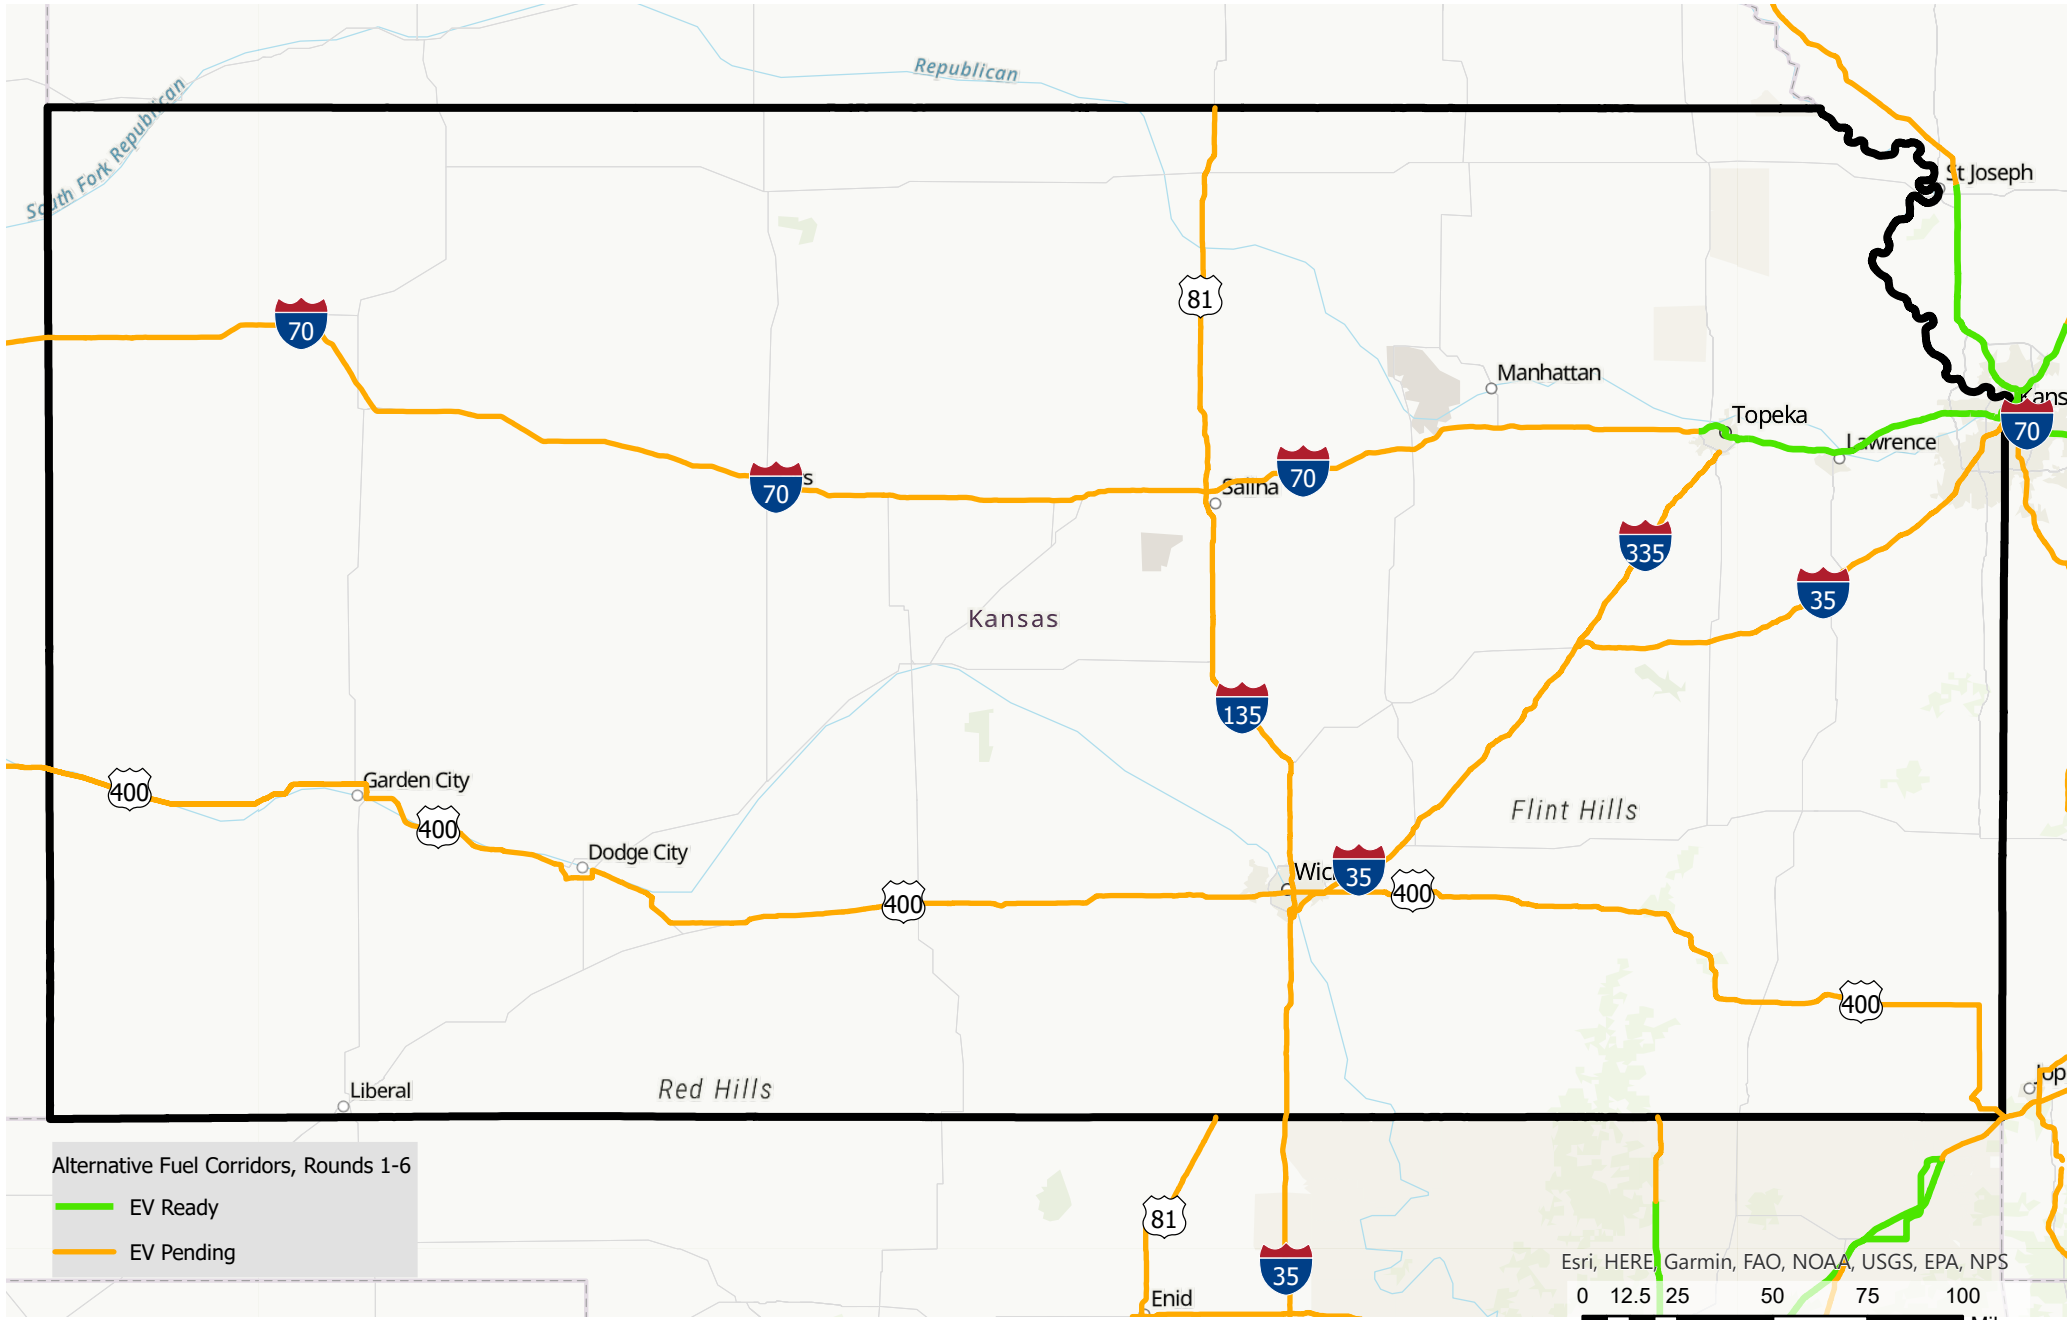 Republican
South Fork Republican
St Joseph
81
70
Manhattan
Kans
Topeka
70
Lawrence
70
s
70
Salina
335
35
Kansas
135
Garden City
400
400
Flint Hills
Dodge City
Wic
35
400
400
400
Liberal
Red Hills
Jop
Alternative Fuel Corridors, Rounds 1-6
EV Ready
EV Pending
81
35
Enid
Esri, HERE, Garmin, FAO, NOAA, USGS, EPA, NPS
0 12.5 25 50 75 100